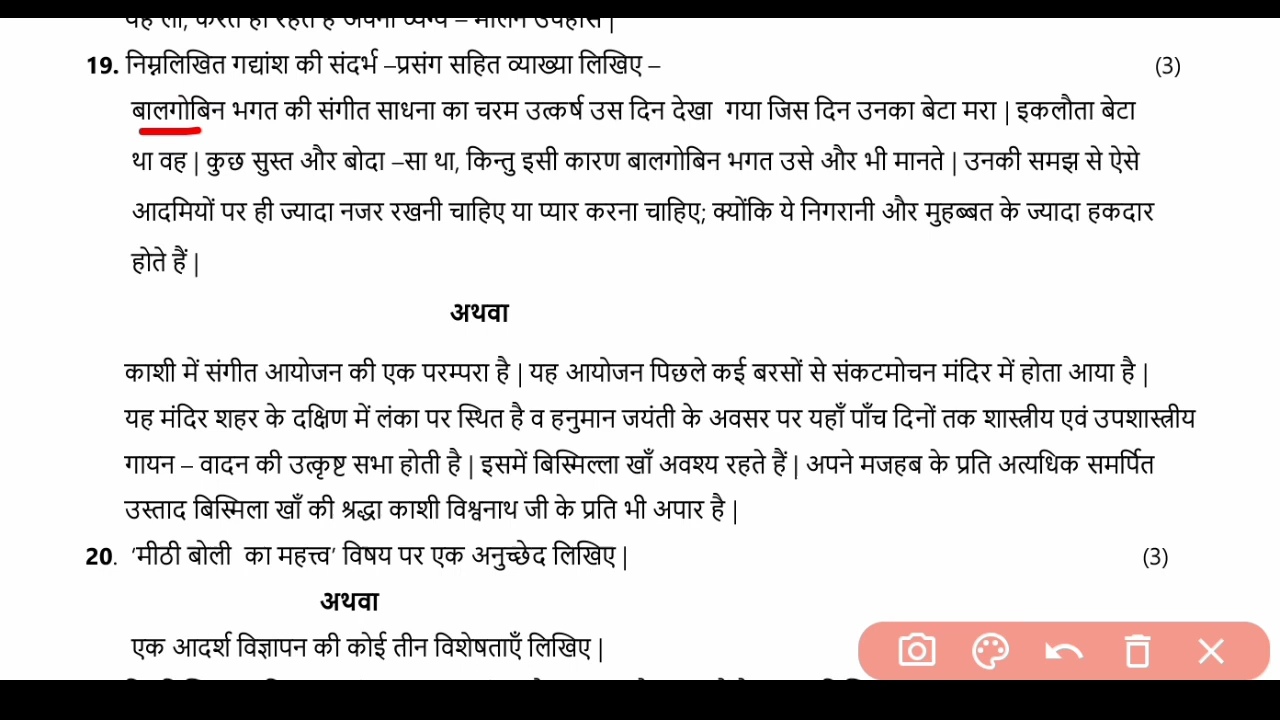 19. निम्नलिखित गद्यांश की संदर्भ –प्रसंग सहित व्याख्या लिखिए – (3)
बालगोबिन भगत की संगीत साधना का चरम उत्कर्ष उस दिन देखा गया जिस दिन उनका बेटा मरा | इकलौता बेटा
था वह | कुछ सुस्त और बोदा –सा था, किन्तु इसी कारण बालगोबिन भगत उसे और भी मानते | उनकी समझ से ऐसे
आदमियों पर ही ज्यादा नजर रखनी चाहिए या प्यार करना चाहिए; क्योंकि ये निगरानी और मुहब्बत के ज्यादा हकदार
होते हैं |
अथवा
काशी में संगीत आयोजन की एक परम्परा है | यह आयोजन पिछले कई बरसों से संकटमोचन मंदिर में होता आया है |
यह मंदिर शहर के दक्षिण में लंका पर स्थित है व हनुमान जयंती के अवसर पर यहाँ पाँच दिनों तक शास्त्रीय एवं उपशास्त्रीय
गायन – वादन की उत्कृष्ट सभा होती है | इसमें बिस्मिल्ला खाँ अवश्य रहते हैं | अपने मजहब के प्रति अत्यधिक समर्पित
उस्ताद बिस्मिला खाँ की श्रद्धा काशी विश्वनाथ जी के प्रति भी अपार है |
20. ‘मीठी बोली का महत्त्व’ विषय पर एक अनुच्छेद लिखिए | (3)
अथवा
एक आदर्श विज्ञापन की कोई तीन विशेषताएँ लिखिए |